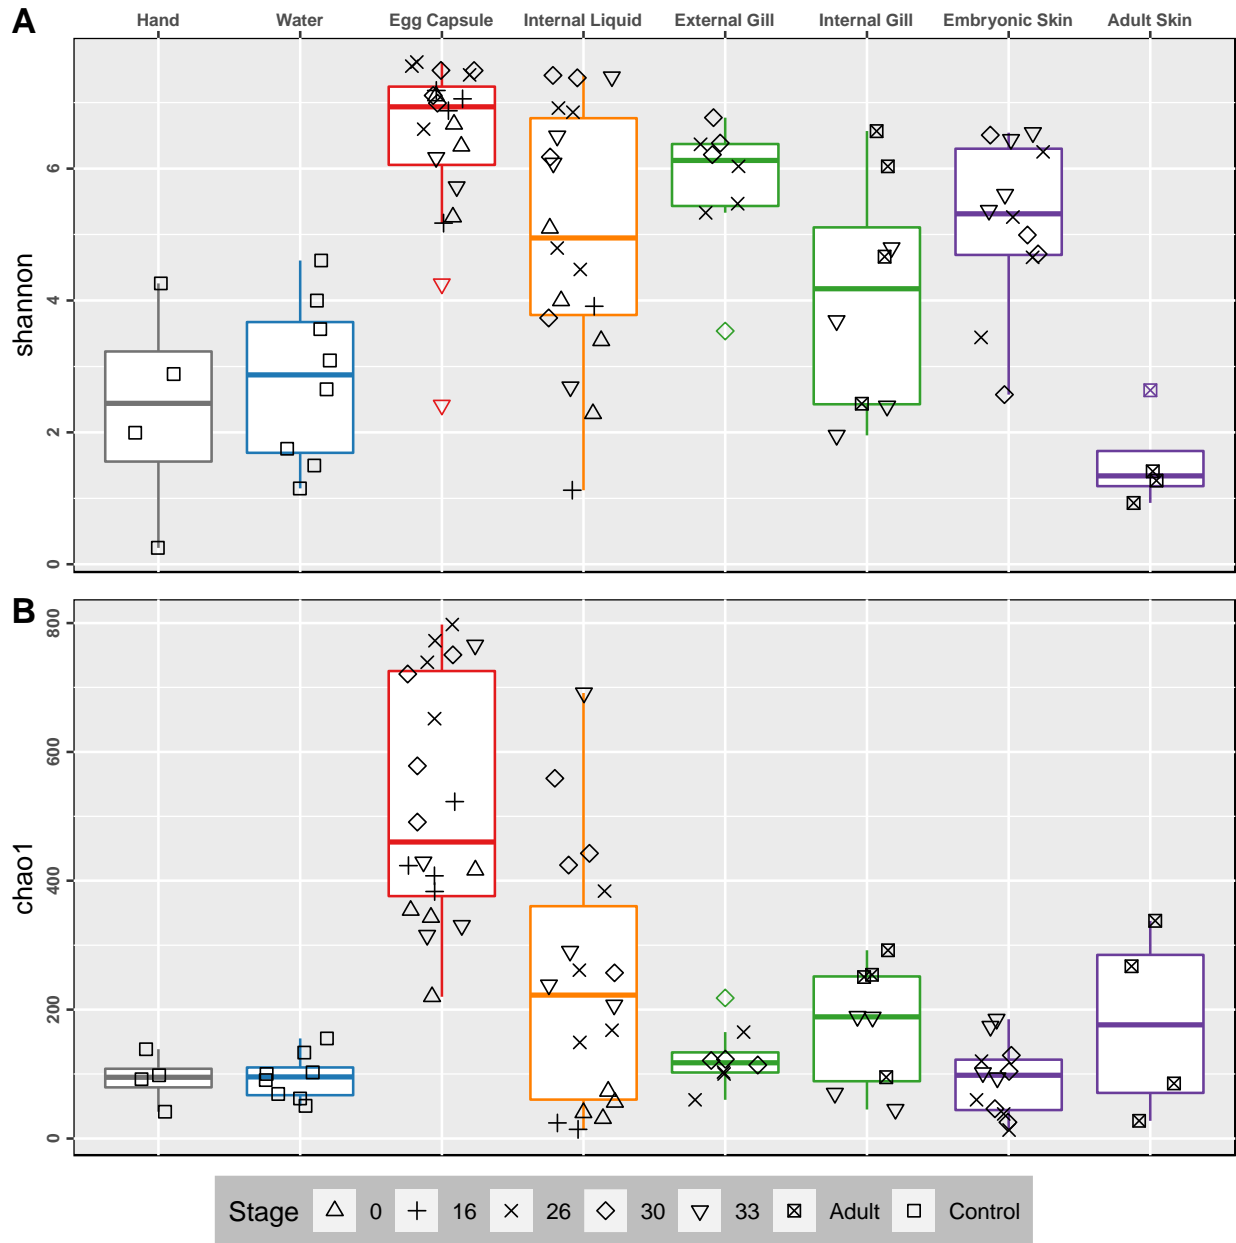 A
Hand Water Egg Capsule Internal Liquid External Gill Internal Gill Embryonic Skin Adult Skin
shannon
6
4
2
0
B
chao1
800
600
400
200
0
Stage 0 16 26 30 33 Adult Control